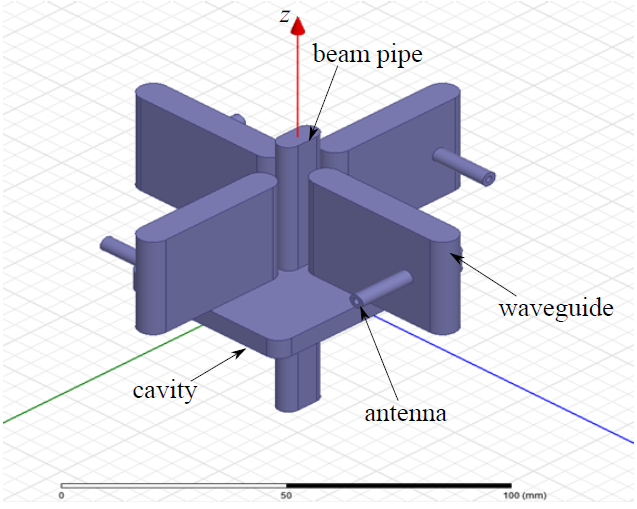 z
beam pipe
waveguide
cavity
antenna
0
50
100 (mm)